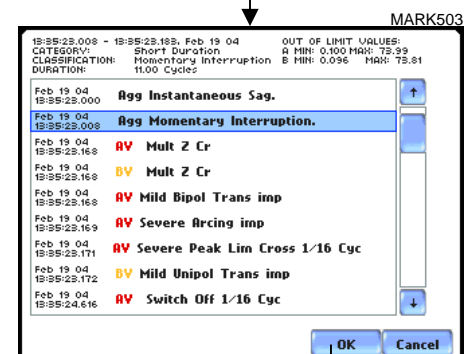 MARK503
13:35:23.008 - 13:35:23.183, Feb 19 04 OUT OF LIMIT VALUES:
CATEGORY: Short Duration A MIN: 0.100 MAX: 73.99
CLASSIFICATION: Momentary Interruption B MIN: 0.096 MAX: 73.81
DURATION: 11.00 Cycles
Feb 19 04
13:35:23.000 Agg Instantaneous Sag.
Feb 19 04
13:35:23.008 Agg Momentary Interruption.
Feb 19 04
13:35:23.168 AV Mult Z Cr
Feb 19 04
13:35:23.168 BV Mult Z Cr
Feb 19 04
13:35:23.168 AV Mild Bipol Trans imp
Feb 19 04
13:35:23.169 AV Severe Arcing imp
Feb 19 04
13:35:23.171 AV Severe Peak Lim Cross 1/16 Cyc
Feb 19 04
13:35:23.172 BV Mild Unipol Trans imp
Feb 19 04
13:35:24.616 AV Switch Off 1/16 Cyc
OK Cancel